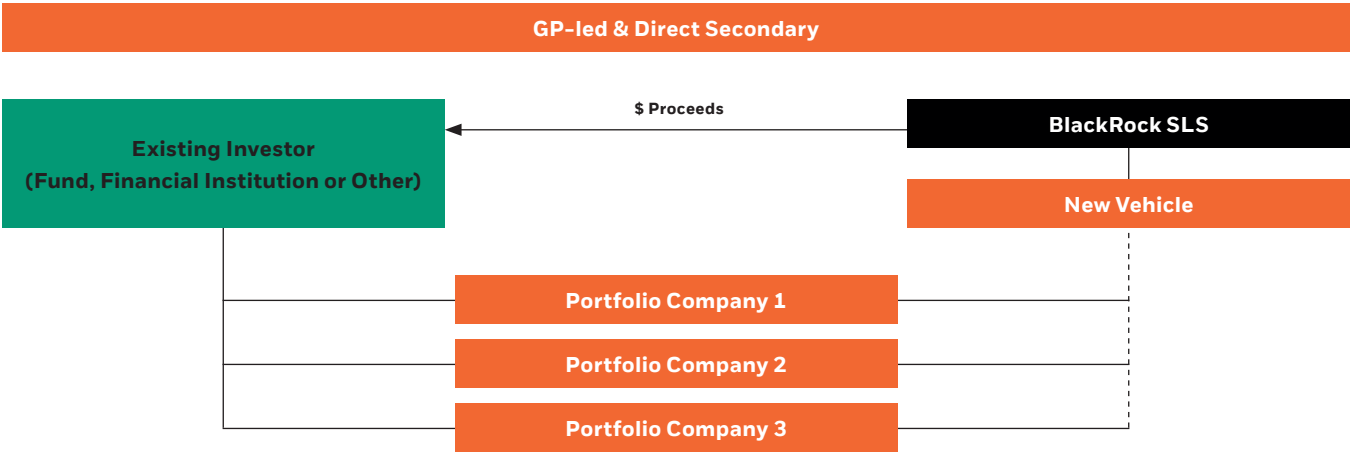 GP-led & Direct Secondary
$ Proceeds
Existing Investor
(Fund, Financial Institution or Other)
BlackRock SLS
New Vehicle
Portfolio Company 1
Portfolio Company 2
Portfolio Company 3